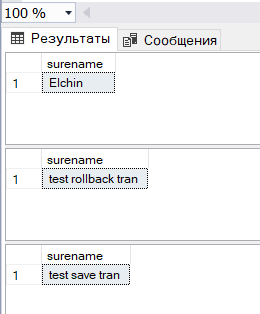 100 %
Результаты Сообщения
surename
1 Elchin
surename
1 test rollback tran
surename
1 test save tran